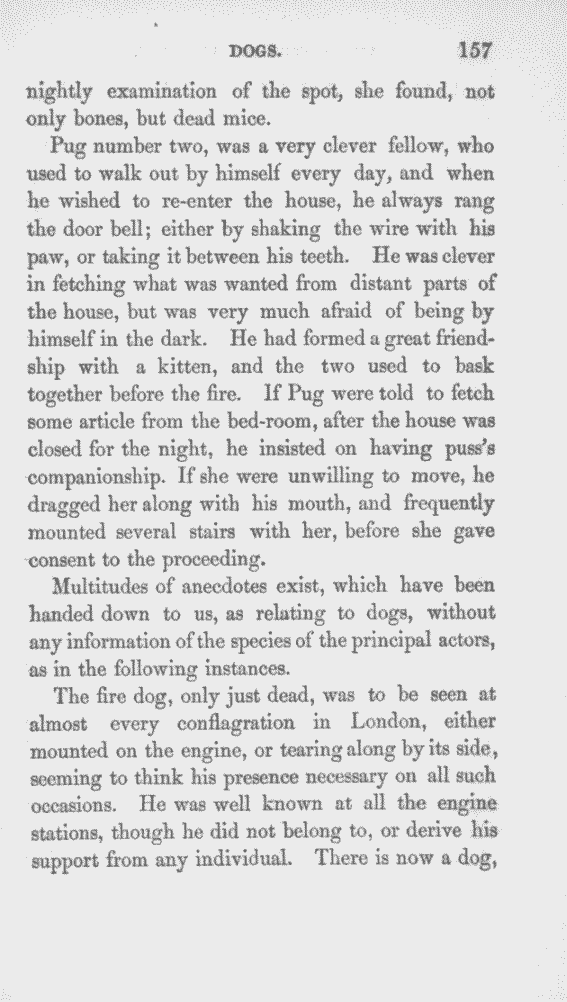 DOGS. 157
nightly examination of the spot, she found, not
only bones, but dead mice.
Pug number two, was a very clever fellow, who
used to walk out by himself every day, and when
he wished to re-enter the house, he always rang
the door bell; either by shaking the wire with his
paw, or taking it between his teeth. He was clever
in fetching what was wanted from distant parts of
the house, but was very much afraid of being by
himself in the dark. He had formed a great friend-
ship with a kitten, and the two used to bask
together before the fire. If Pug were told to fetch
some article from the bed-room, after the house was
closed for the night, he insisted on having puss's
companionship. If she were unwilling to move, he
dragged her along with his mouth, and frequently
mounted several stairs with her, before she gave
consent to the proceeding.
Multitudes of anecdotes exist, which have been
handed down to us, as relating to dogs, without
any information of the species of the principal actors,
as in the following instances.
The fire dog, only just dead, was to be seen at
almost every conflagration in London, either
mounted on the engine, or tearing along by its side,
seeming to think his presence necessary on all such
occasions. He was well known at all the engine
stations, though he did not belong to, or derive his
support from any individual. There is now a dog,